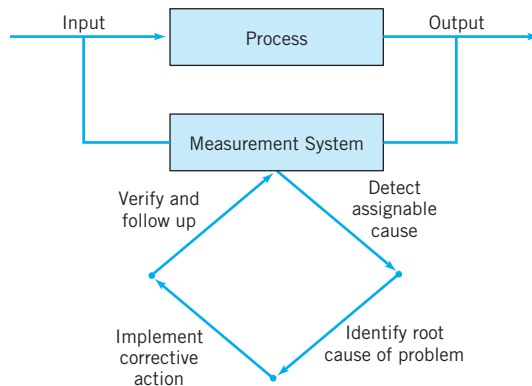 Input
Output
Process
Measurement System
Verify and
follow up
Detect
assignable
cause
Implement
corrective
action
Identify root
cause of problem